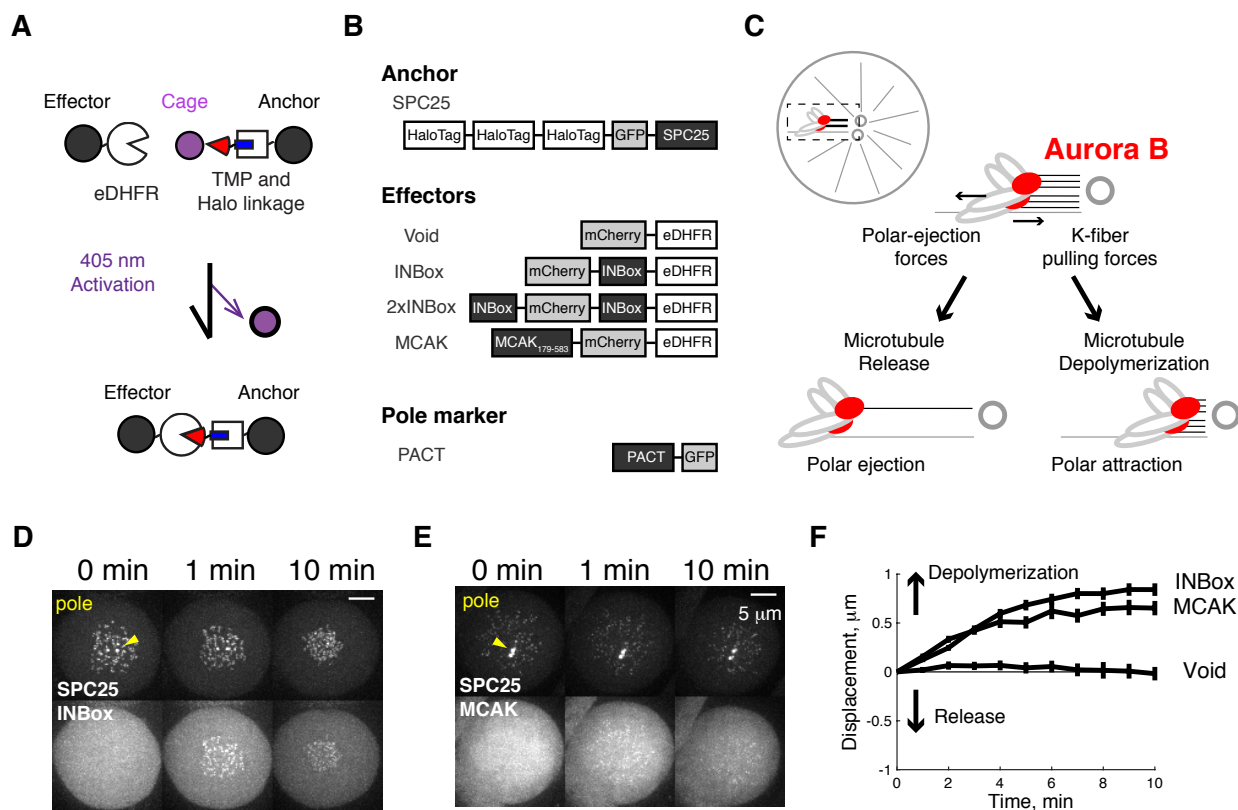 A
Effector
Cage
Anchor
eDHFR
TMP and
Halo linkage
405 nm
Activation
Effector
Anchor
B
Anchor
SPC25
HaloTag
HaloTag
HaloTag
GFP
SPC25
Effectors
Void
mCherry
eDHFR
INBox
mCherry
INBox
eDHFR
2xINBox
INBox
mCherry
INBox
eDHFR
MCAK
MCAK179-583
mCherry
eDHFR
Pole marker
PACT
PACT
GFP
C
Aurora B
Polar-ejection
forces
K-fiber
pulling forces
Microtubule
Release
Microtubule
Depolymerization
Polar ejection
Polar attraction
D
0 min
1 min
10 min
pole
SPC25
INBox
E
0 min
1 min
10 min
pole
5 μm
SPC25
MCAK
F
Displacement, μm
1
0.5
0
-0.5
-1
Depolymerization
Release
INBox
MCAK
Void
0
2
4
6
8
10
Time, min